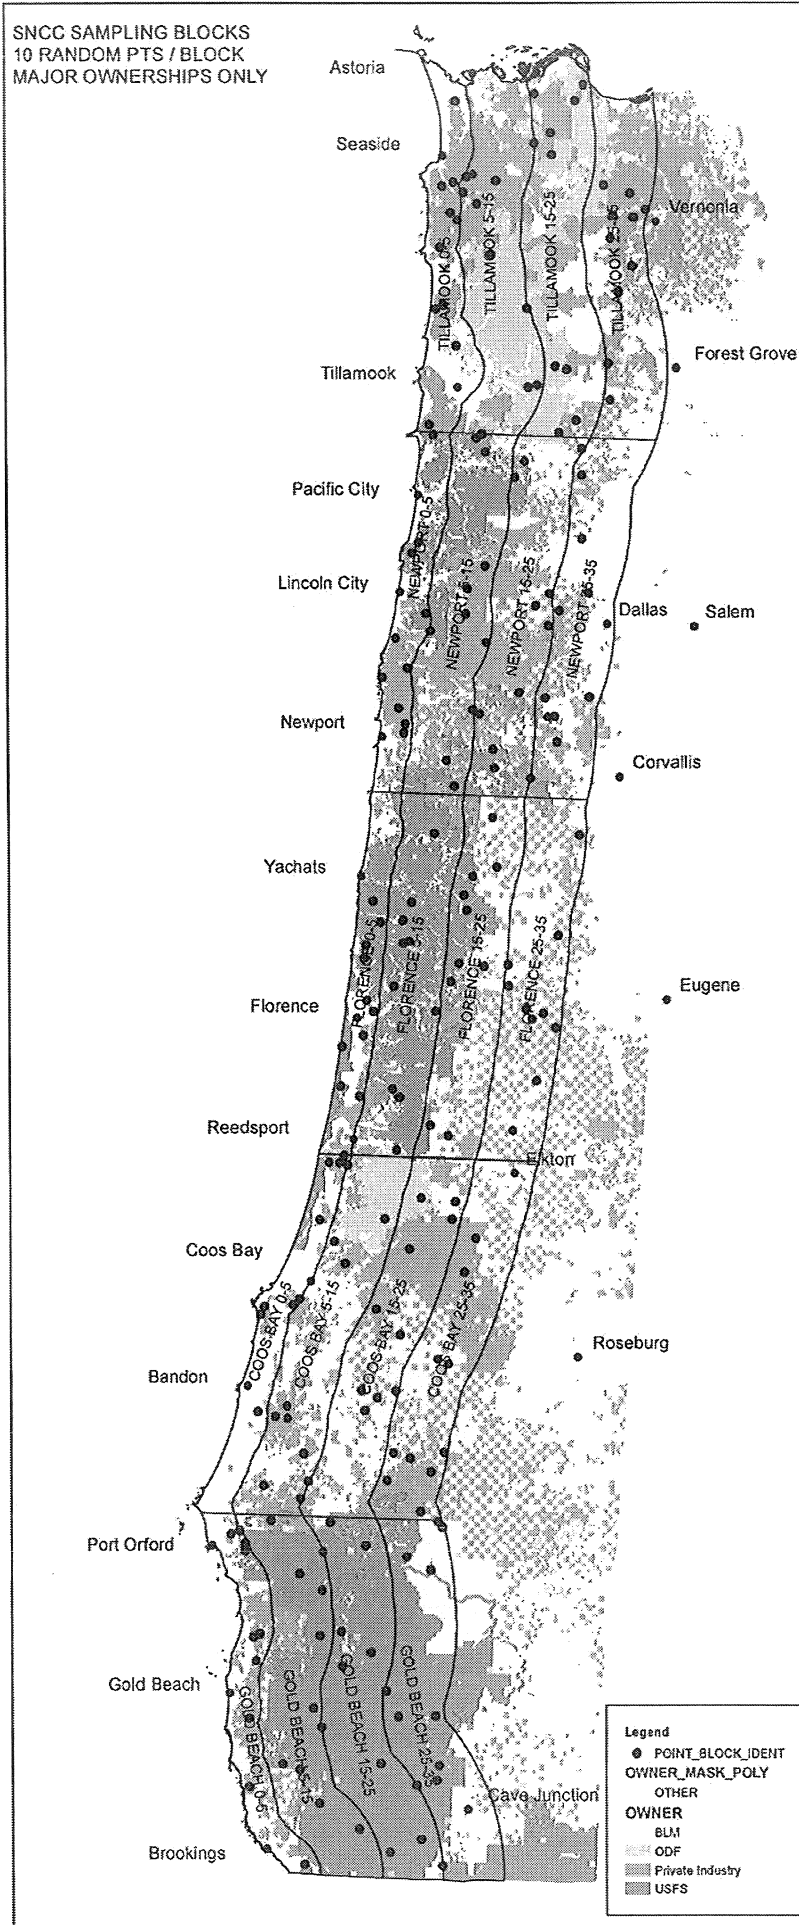 SNCC SAMPLING BLOCKS
10 RANDOM PTS / BLOCK
MAJOR OWNERSHIPS ONLY
Astoria
Seaside
Vernonia
TILLAMOOK 0-5
TILLAMOOK 5-15
TILLAMOOK 15-25
TILLAMOOK 25-35
Forest Grove
Tillamook
Pacific City
NEWPORT 0-5
NEWPORT 5-15
NEWPORT 15-25
NEWPORT 25-35
Lincoln City
Dallas
Salem
Newport
Corvallis
Yachats
FLORENCE 0-5
FLORENCE 5-15
FLORENCE 15-25
FLORENCE 25-35
Eugene
Florence
Reedsport
Elkton
Coos Bay
COOS BAY 0-5
COOS BAY 5-15
COOS BAY 15-25
COOS BAY 25-35
Roseburg
Bandon
Port Orford
Gold Beach
GOLD BEACH 0-5
GOLD BEACH 5-15
GOLD BEACH 15-25
GOLD BEACH 25-35
Cave Junction
Brookings
Legend
POINT_BLOCK_IDENT
OWNER_MASK_POLY
OTHER
OWNER
BLM
ODF
Private Industry
USFS